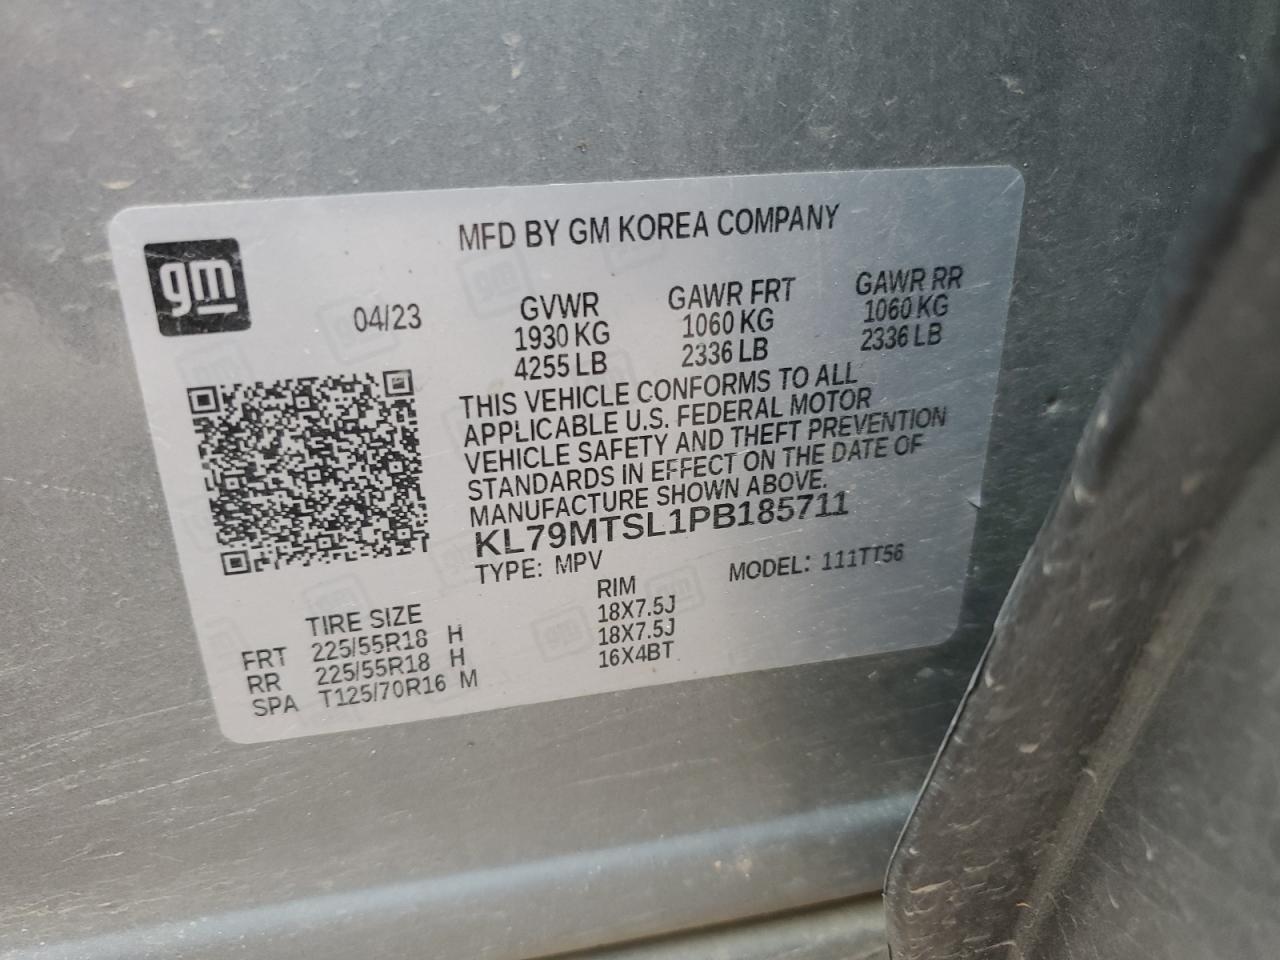 gm
MFD BY GM KOREA COMPANY
04/23
GVWR GAWR FRT GAWR RR
1930 KG 1060 KG 1060 KG
4255 LB 2336 LB 2336 LB
THIS VEHICLE CONFORMS TO ALL
APPLICABLE U.S. FEDERAL MOTOR
VEHICLE SAFETY AND THEFT PREVENTION
STANDARDS IN EFFECT ON THE DATE OF
MANUFACTURE SHOWN ABOVE.
KL79MTSL1PB185711
TYPE: MPV MODEL: 111TT56
TIRE SIZE RIM
FRT 225/55R18 H 18X7.5J
RR 225/55R18 H 18X7.5J
SPA T125/70R16 M 16X4BT